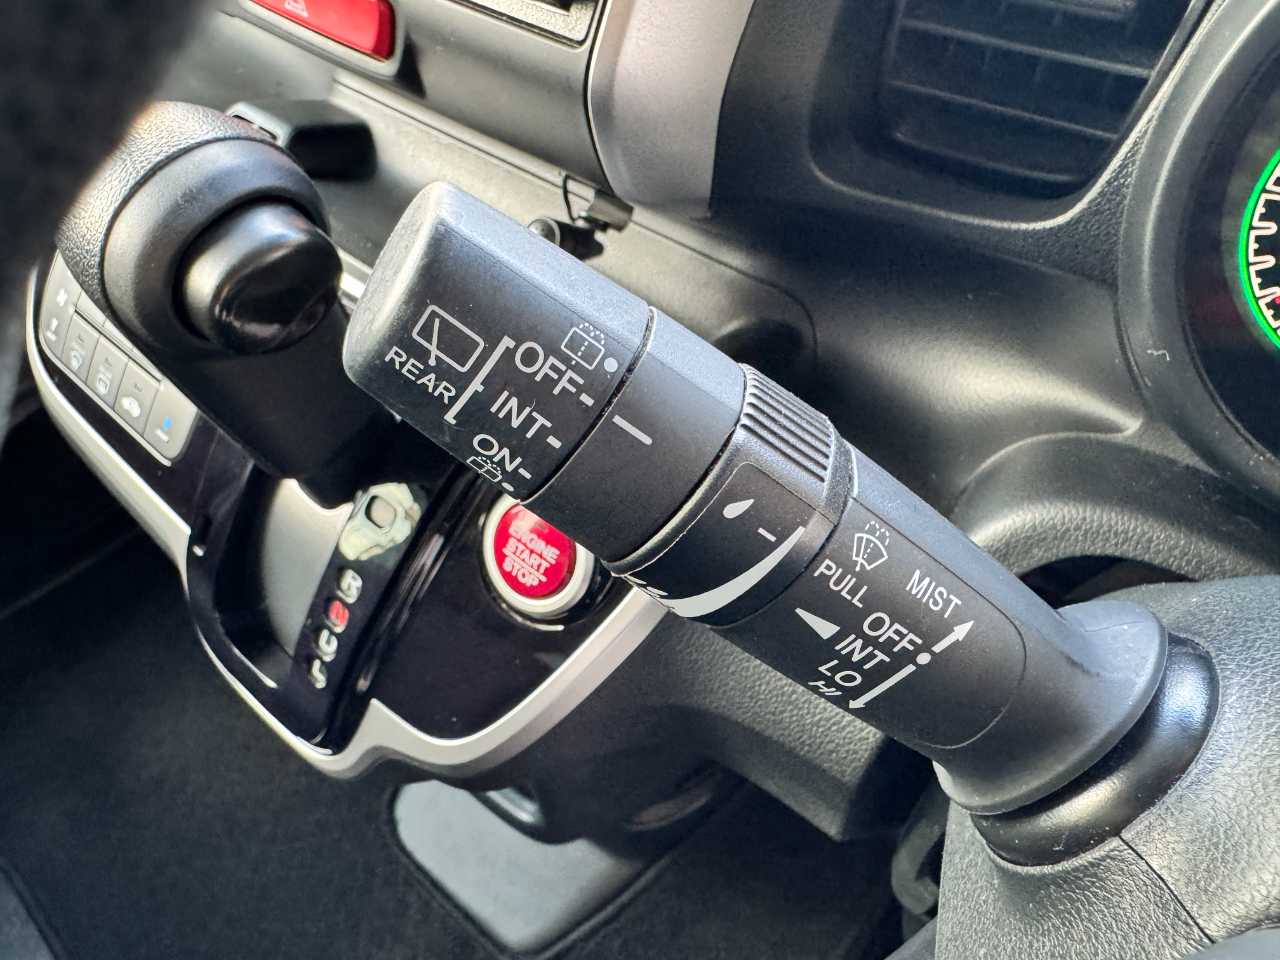 REAR
OFF
INT
ON
ENGINE
START
STOP
PULL
MIST
OFF
INT
LO
HI